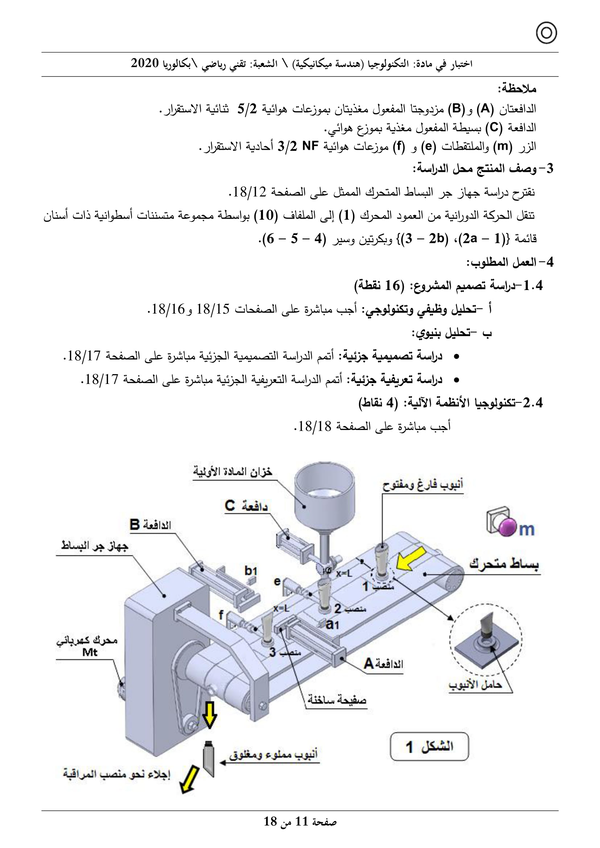 اختبار في مادة: التكنولوجيا (هندسة ميكانيكية) \ الشعبة: تقني رياضي \بكالوريا 2020
ملاحظة:
الدافعتان (A) و(B) مزدوجتا المفعول مغذيتان بموزعات هوائية 5/2 ثنائية الاستقرار.
الدافعة (C) بسيطة المفعول مغذية بموزع هوائي.
الزر (m) والملتقطات (e) و (f) موزعات هوائية 3/2 NF أحادية الاستقرار.
3-وصف المنتج محل الدراسة:
نقترح دراسة جهاز جر البساط المتحرك الممثل على الصفحة 18/12.
تنتقل الحركة الدورانية من العمود المحرك (1) إلى الملفاف (10) بواسطة مجموعة متسننات أسطوانية ذات أسنان
قائمة {(1 – 2a)، (2b – 3)} وبكرتين وسير (4 – 5 – 6).
4-العمل المطلوب:
1.4-دراسة تصميم المشروع: (16 نقطة)
أ -تحليل وظيفي وتكنولوجي: أجب مباشرة على الصفحات 18/15 و18/16.
ب -تحليل بنيوي:
• دراسة تصميمية جزئية: أتمم الدراسة التصميمية الجزئية مباشرة على الصفحة 18/17.
• دراسة تعريفية جزئية: أتمم الدراسة التعريفية الجزئية مباشرة على الصفحة 18/17.
2.4-تكنولوجيا الأنظمة الآلية: (4 نقاط)
أجب مباشرة على الصفحة 18/18.
خزان المادة الأولية
أنبوب فارغ ومفتوح
دافعة C
m
الدافعة B
جهاز جر البساط
بساط متحرك
b1
e
x=L
منصب 1
f
x=L
منصب 2
a1
منصب 3
محرك كهربائي
Mt
الدافعة A
حامل الأنبوب
صفيحة ساخنة
الشكل 1
أنبوب مملوء ومغلوق
إجلاء نحو منصب المراقبة
صفحة 11 من 18